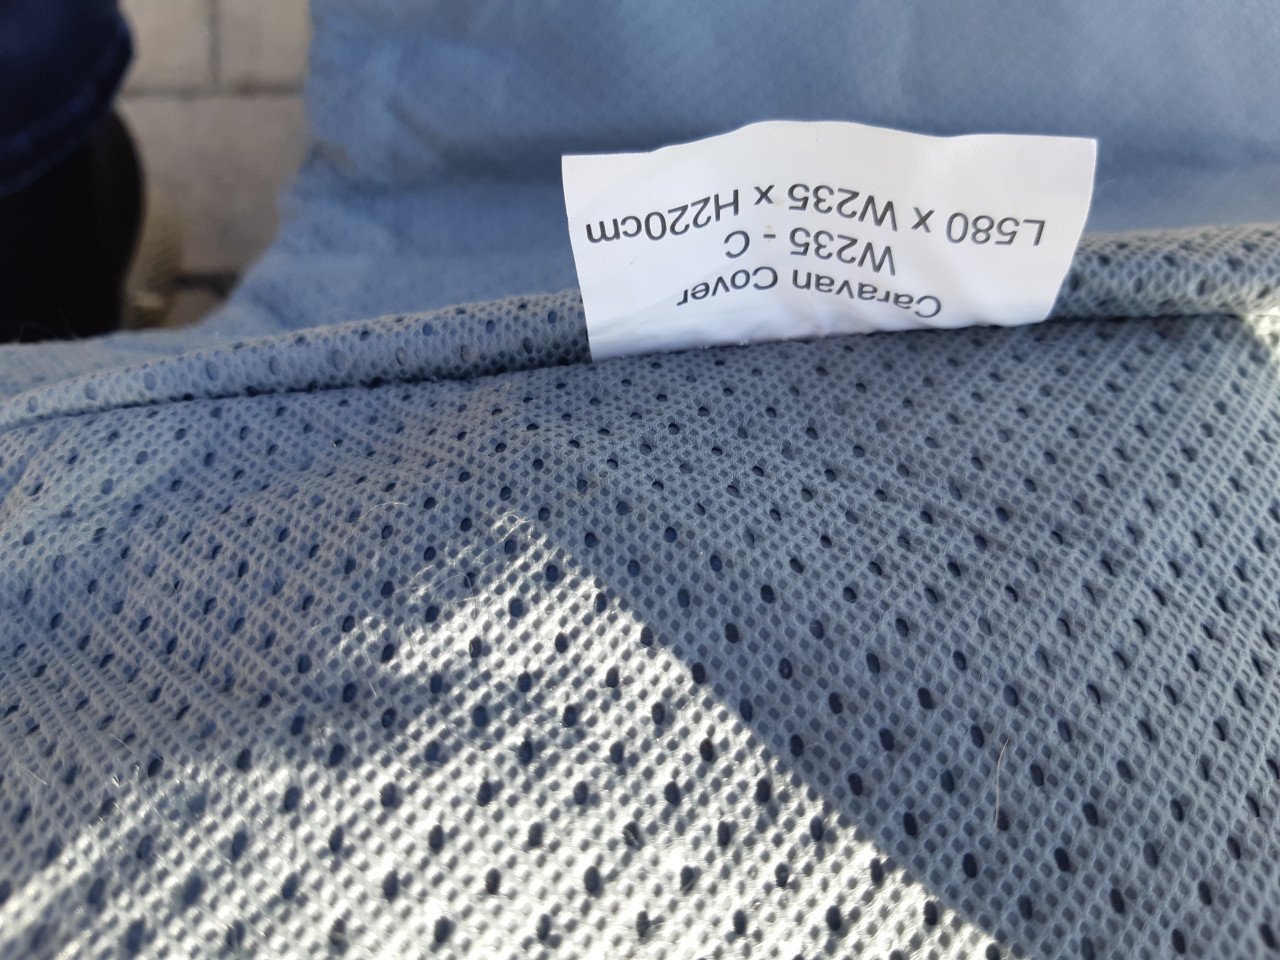 Caravan Cover
W235 - C
L580 x W235 x H220cm